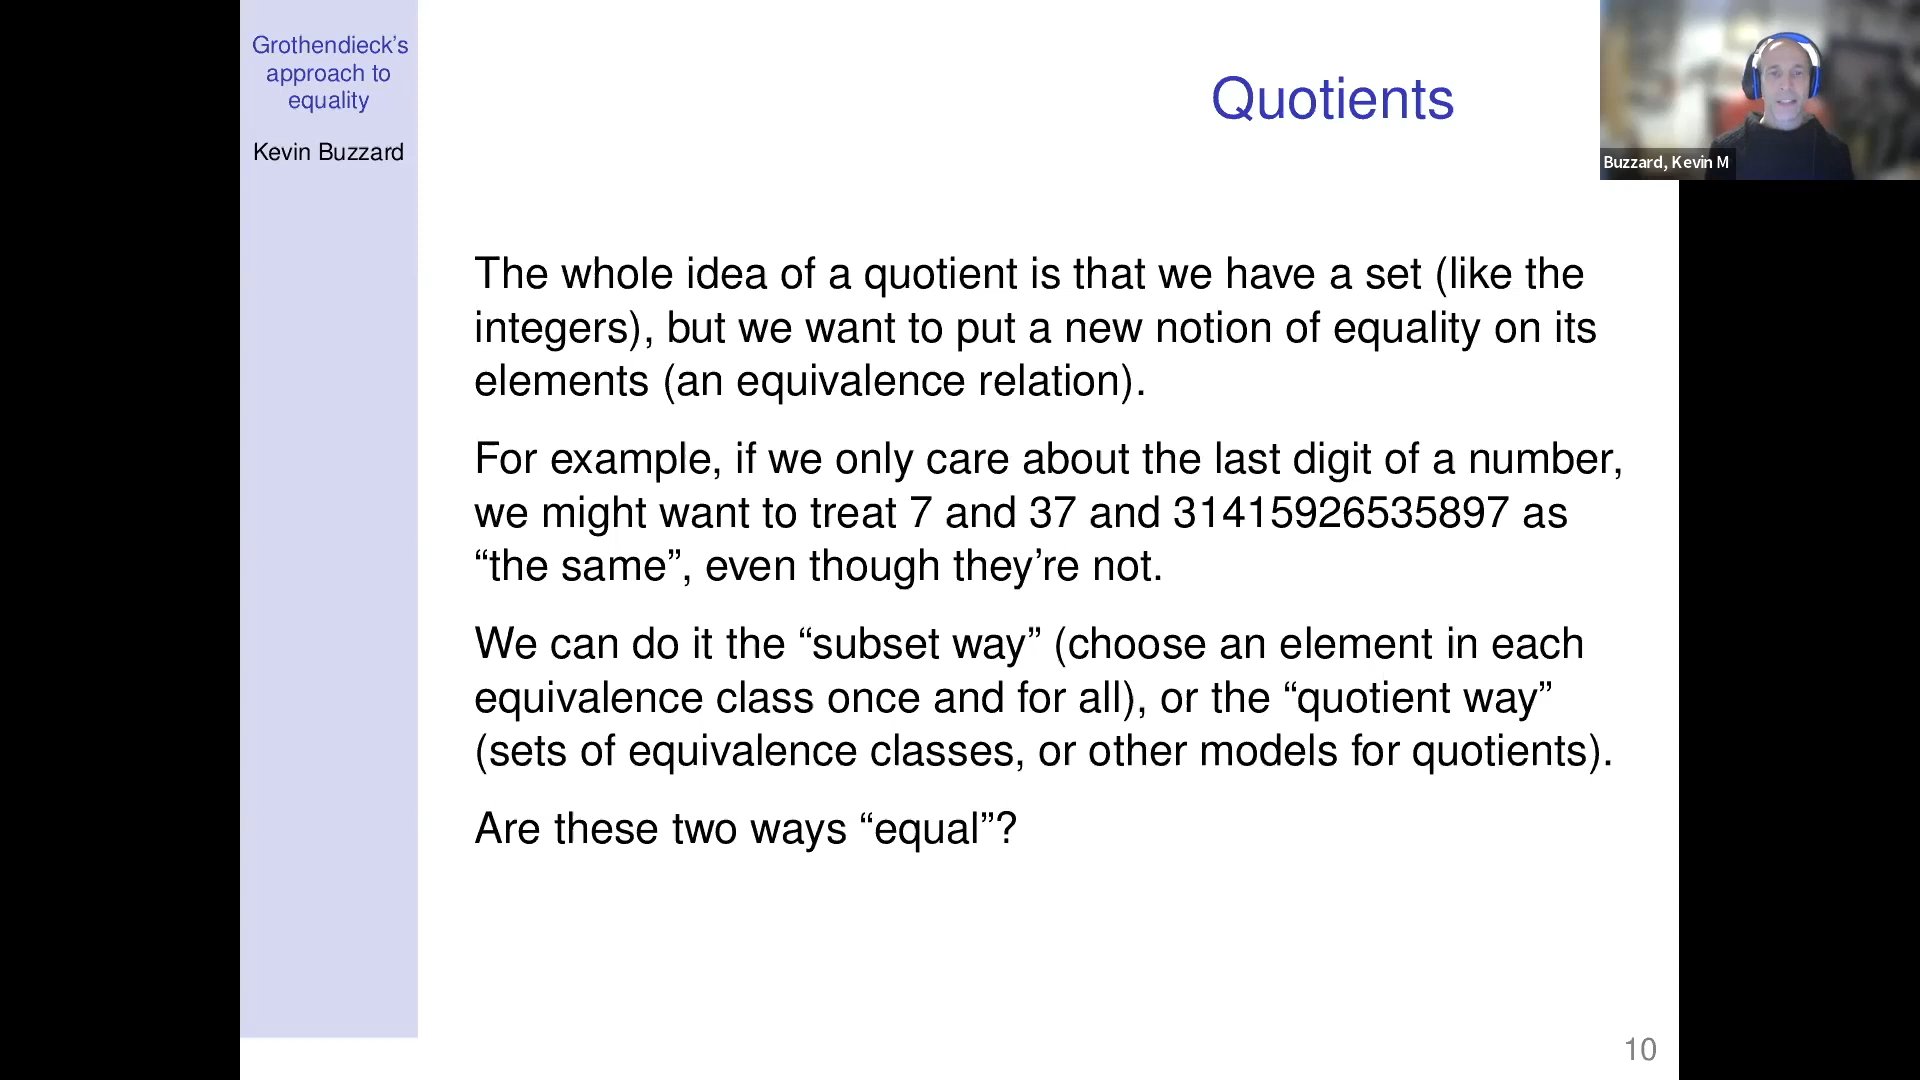 Grothendieck’s
approach to
equality
Kevin Buzzard
Quotients
Buzzard, Kevin M
The whole idea of a quotient is that we have a set (like the
integers), but we want to put a new notion of equality on its
elements (an equivalence relation).
For example, if we only care about the last digit of a number,
we might want to treat 7 and 37 and 31415926535897 as
“the same”, even though they’re not.
We can do it the “subset way” (choose an element in each
equivalence class once and for all), or the “quotient way”
(sets of equivalence classes, or other models for quotients).
Are these two ways “equal”?
10